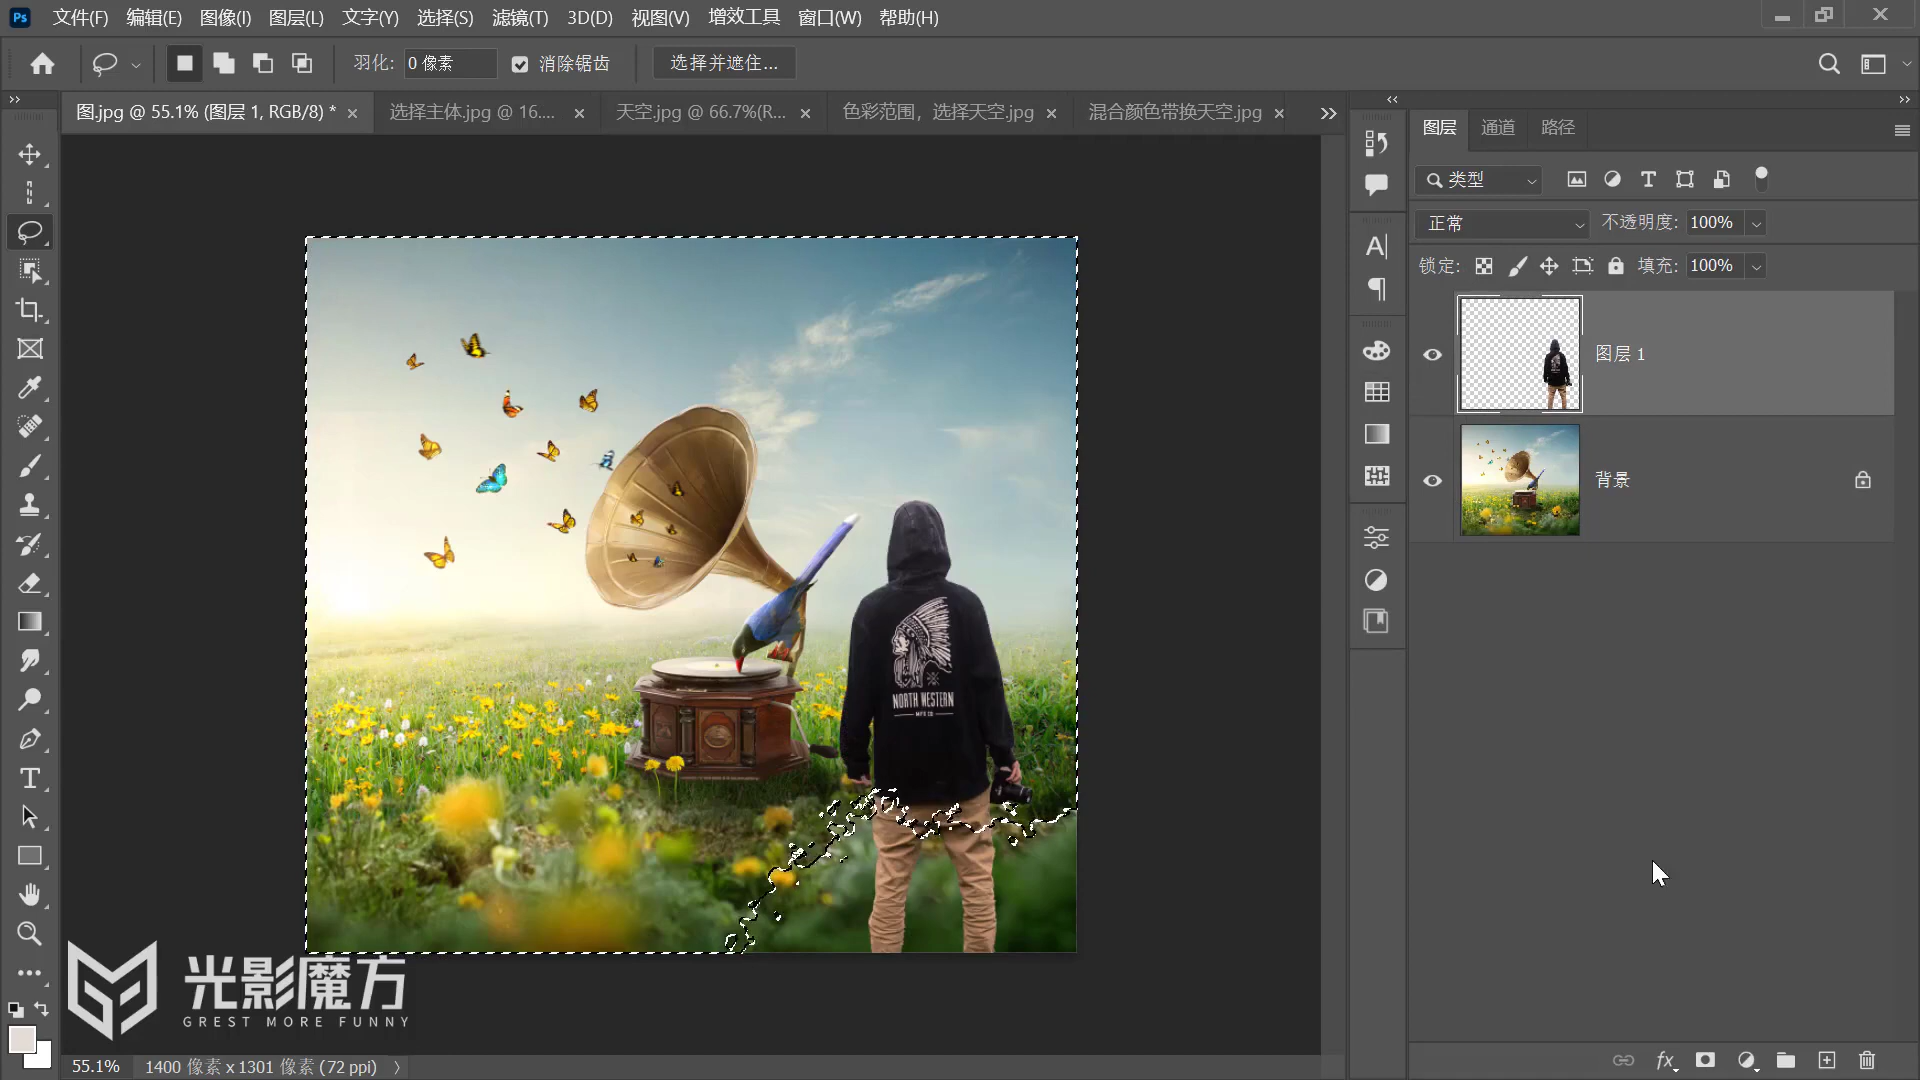 Ps 文件(F) 编辑(E) 图像(I) 图层(L) 文字(Y) 选择(S) 滤镜(T) 3D(D) 视图(V) 增效工具 窗口(W) 帮助(H)
羽化: 0 像素 消除锯齿 选择并遮住...
图.jpg @ 55.1% (图层 1, RGB/8) * 选择主体.jpg @ 16.... 天空.jpg @ 66.7%(R... 色彩范围，选择天空.jpg 混合颜色带换天空.jpg
图层 通道 路径
类型
正常 不透明度: 100%
锁定: 填充: 100%
图层 1
背景
NORTH WESTERN
MFG CO
光影魔方
GREST MORE FUNNY
55.1% 1400 像素 x 1301 像素 (72 ppi)